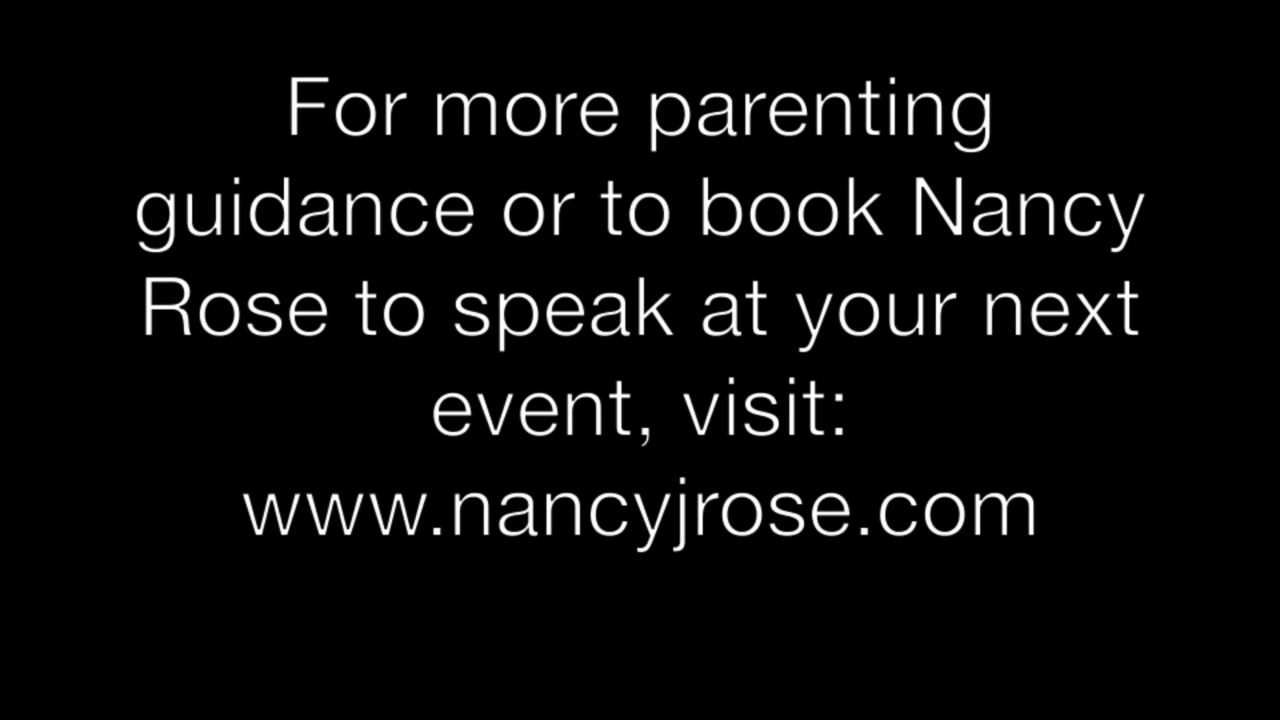 For more parenting
guidance or to book Nancy
Rose to speak at your next
event, visit:
www.nancyjrose.com